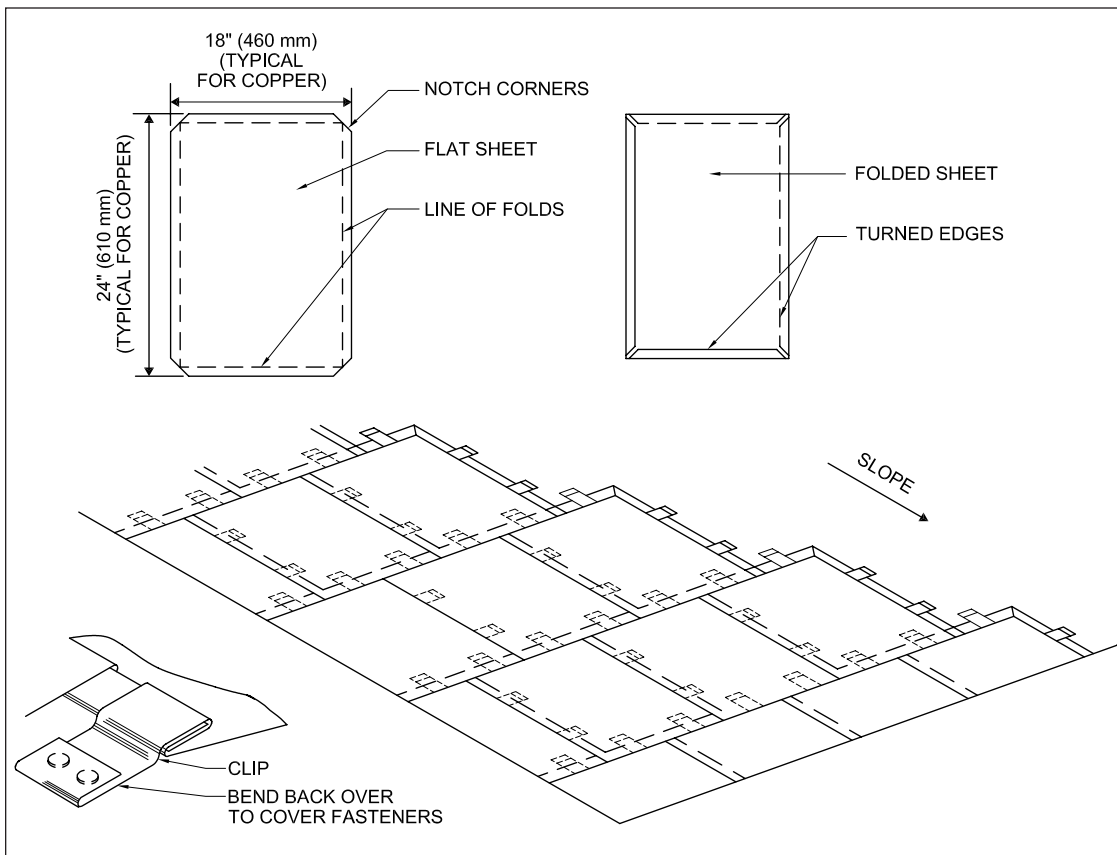 18" (460 mm)
(TYPICAL
FOR COPPER)
NOTCH CORNERS
FLAT SHEET
LINE OF FOLDS
24" (610 mm)
(TYPICAL FOR COPPER)
FOLDED SHEET
TURNED EDGES
SLOPE
CLIP
BEND BACK OVER
TO COVER FASTENERS